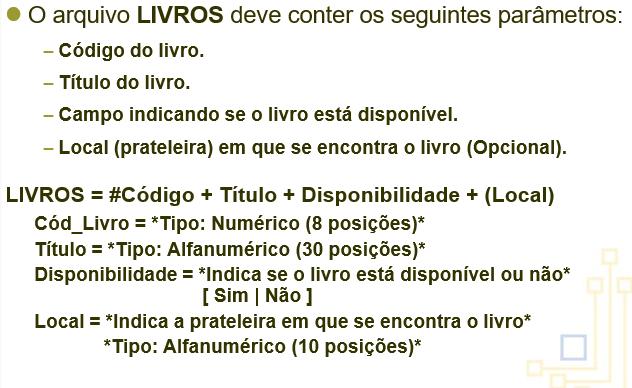 O arquivo LIVROS deve conter os seguintes parâmetros:
– Código do livro.
– Título do livro.
– Campo indicando se o livro está disponível.
– Local (prateleira) em que se encontra o livro (Opcional).
LIVROS = #Código + Título + Disponibilidade + (Local)
Cód_Livro = *Tipo: Numérico (8 posições)*
Título = *Tipo: Alfanumérico (30 posições)*
Disponibilidade = *Indica se o livro está disponível ou não*
[ Sim | Não ]
Local = *Indica a prateleira em que se encontra o livro*
*Tipo: Alfanumérico (10 posições)*